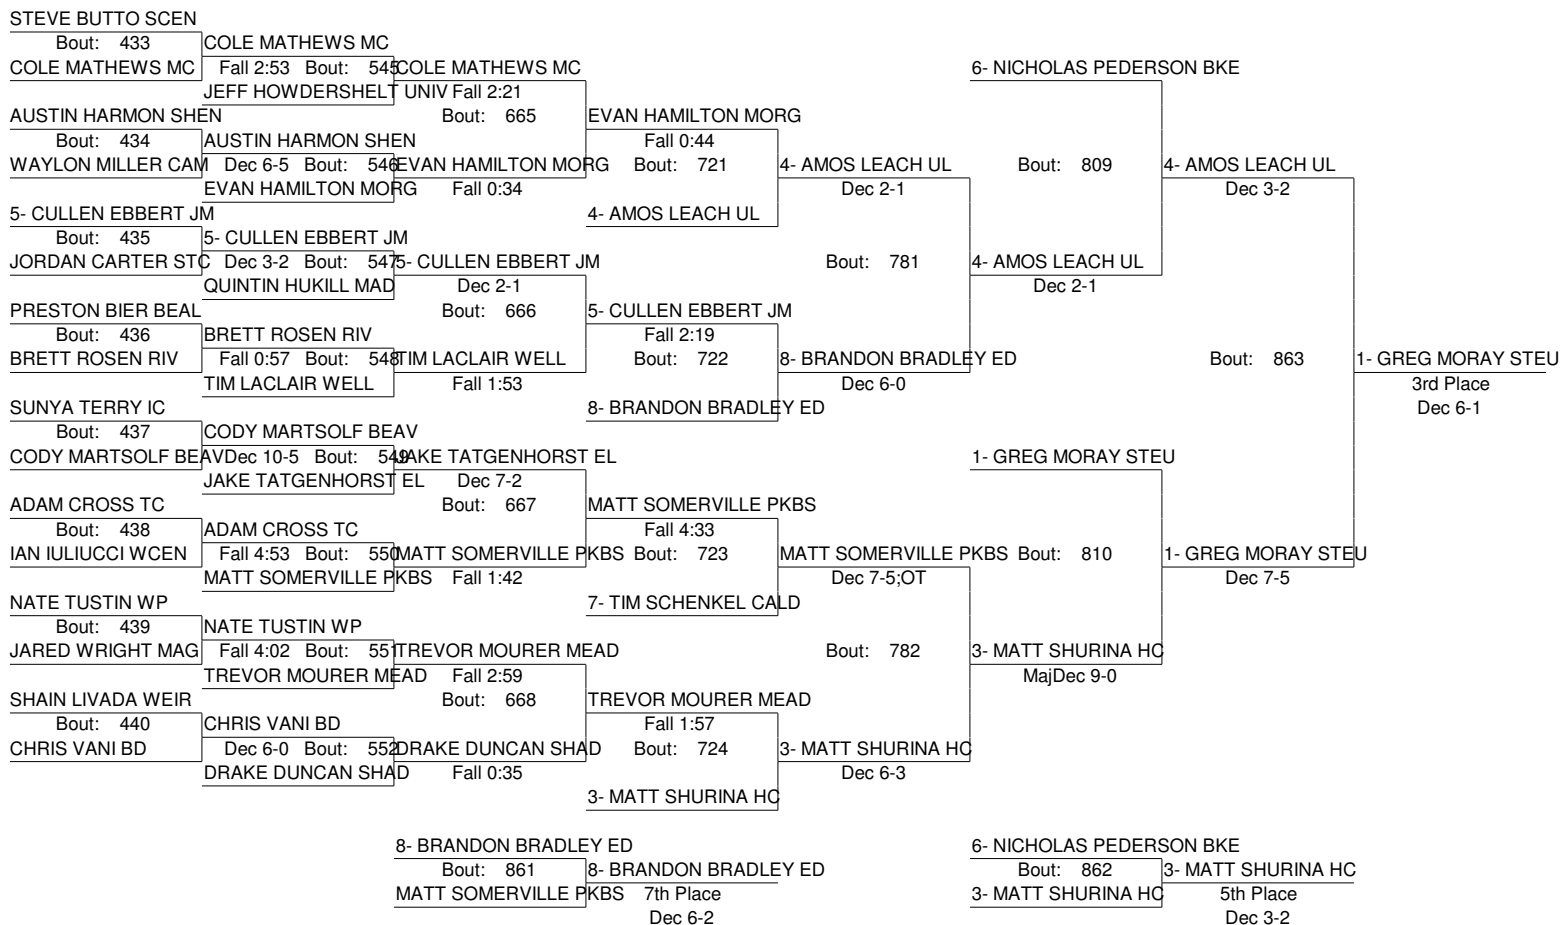 STEVE BUTTO SCEN
Bout: 433 COLE MATHEWS MC
COLE MATHEWS MC Fall 2:53 Bout: 545 COLE MATHEWS MC 6- NICHOLAS PEDERSON BKE
JEFF HOWDERSHELT UNIV Fall 2:21
AUSTIN HARMON SHEN Bout: 665 EVAN HAMILTON MORG
Bout: 434 AUSTIN HARMON SHEN Fall 0:44
WAYLON MILLER CAM Dec 6-5 Bout: 546 EVAN HAMILTON MORG Bout: 721 4- AMOS LEACH UL Bout: 809 4- AMOS LEACH UL
EVAN HAMILTON MORG Fall 0:34 Dec 2-1 Dec 3-2
5- CULLEN EBBERT JM 4- AMOS LEACH UL
Bout: 435 5- CULLEN EBBERT JM
JORDAN CARTER STC Dec 3-2 Bout: 547 5- CULLEN EBBERT JM Bout: 781 4- AMOS LEACH UL
QUINTIN HUKILL MAD Dec 2-1 Dec 2-1
PRESTON BIER BEAL Bout: 666 5- CULLEN EBBERT JM
Bout: 436 BRETT ROSEN RIV Fall 2:19
BRETT ROSEN RIV Fall 0:57 Bout: 548 TIM LACLAIR WELL Bout: 722 8- BRANDON BRADLEY ED Bout: 863 1- GREG MORAY STEU
TIM LACLAIR WELL Fall 1:53 Dec 6-0 3rd Place
SUNYA TERRY IC 8- BRANDON BRADLEY ED Dec 6-1
Bout: 437 CODY MARTSOLF BEAV
CODY MARTSOLF BEAV Dec 10-5 Bout: 549 JAKE TATGENHORST EL 1- GREG MORAY STEU
JAKE TATGENHORST EL Dec 7-2
ADAM CROSS TC Bout: 667 MATT SOMERVILLE PKBS
Bout: 438 ADAM CROSS TC Fall 4:33
IAN IULIUCCI WCEN Fall 4:53 Bout: 550 MATT SOMERVILLE PKBS Bout: 723 MATT SOMERVILLE PKBS Bout: 810 1- GREG MORAY STEU
MATT SOMERVILLE PKBS Fall 1:42 Dec 7-5;OT Dec 7-5
NATE TUSTIN WP 7- TIM SCHENKEL CALD
Bout: 439 NATE TUSTIN WP
JARED WRIGHT MAG Fall 4:02 Bout: 551 TREVOR MOURER MEAD Bout: 782 3- MATT SHURINA HC
TREVOR MOURER MEAD Fall 2:59 MajDec 9-0
SHAIN LIVADA WEIR Bout: 668 TREVOR MOURER MEAD
Bout: 440 CHRIS VANI BD Fall 1:57
CHRIS VANI BD Dec 6-0 Bout: 552 DRAKE DUNCAN SHAD Bout: 724 3- MATT SHURINA HC
DRAKE DUNCAN SHAD Fall 0:35 Dec 6-3
3- MATT SHURINA HC
8- BRANDON BRADLEY ED 6- NICHOLAS PEDERSON BKE
Bout: 861 8- BRANDON BRADLEY ED Bout: 862 3- MATT SHURINA HC
MATT SOMERVILLE PKBS 7th Place 3- MATT SHURINA HC 5th Place
Dec 6-2 Dec 3-2